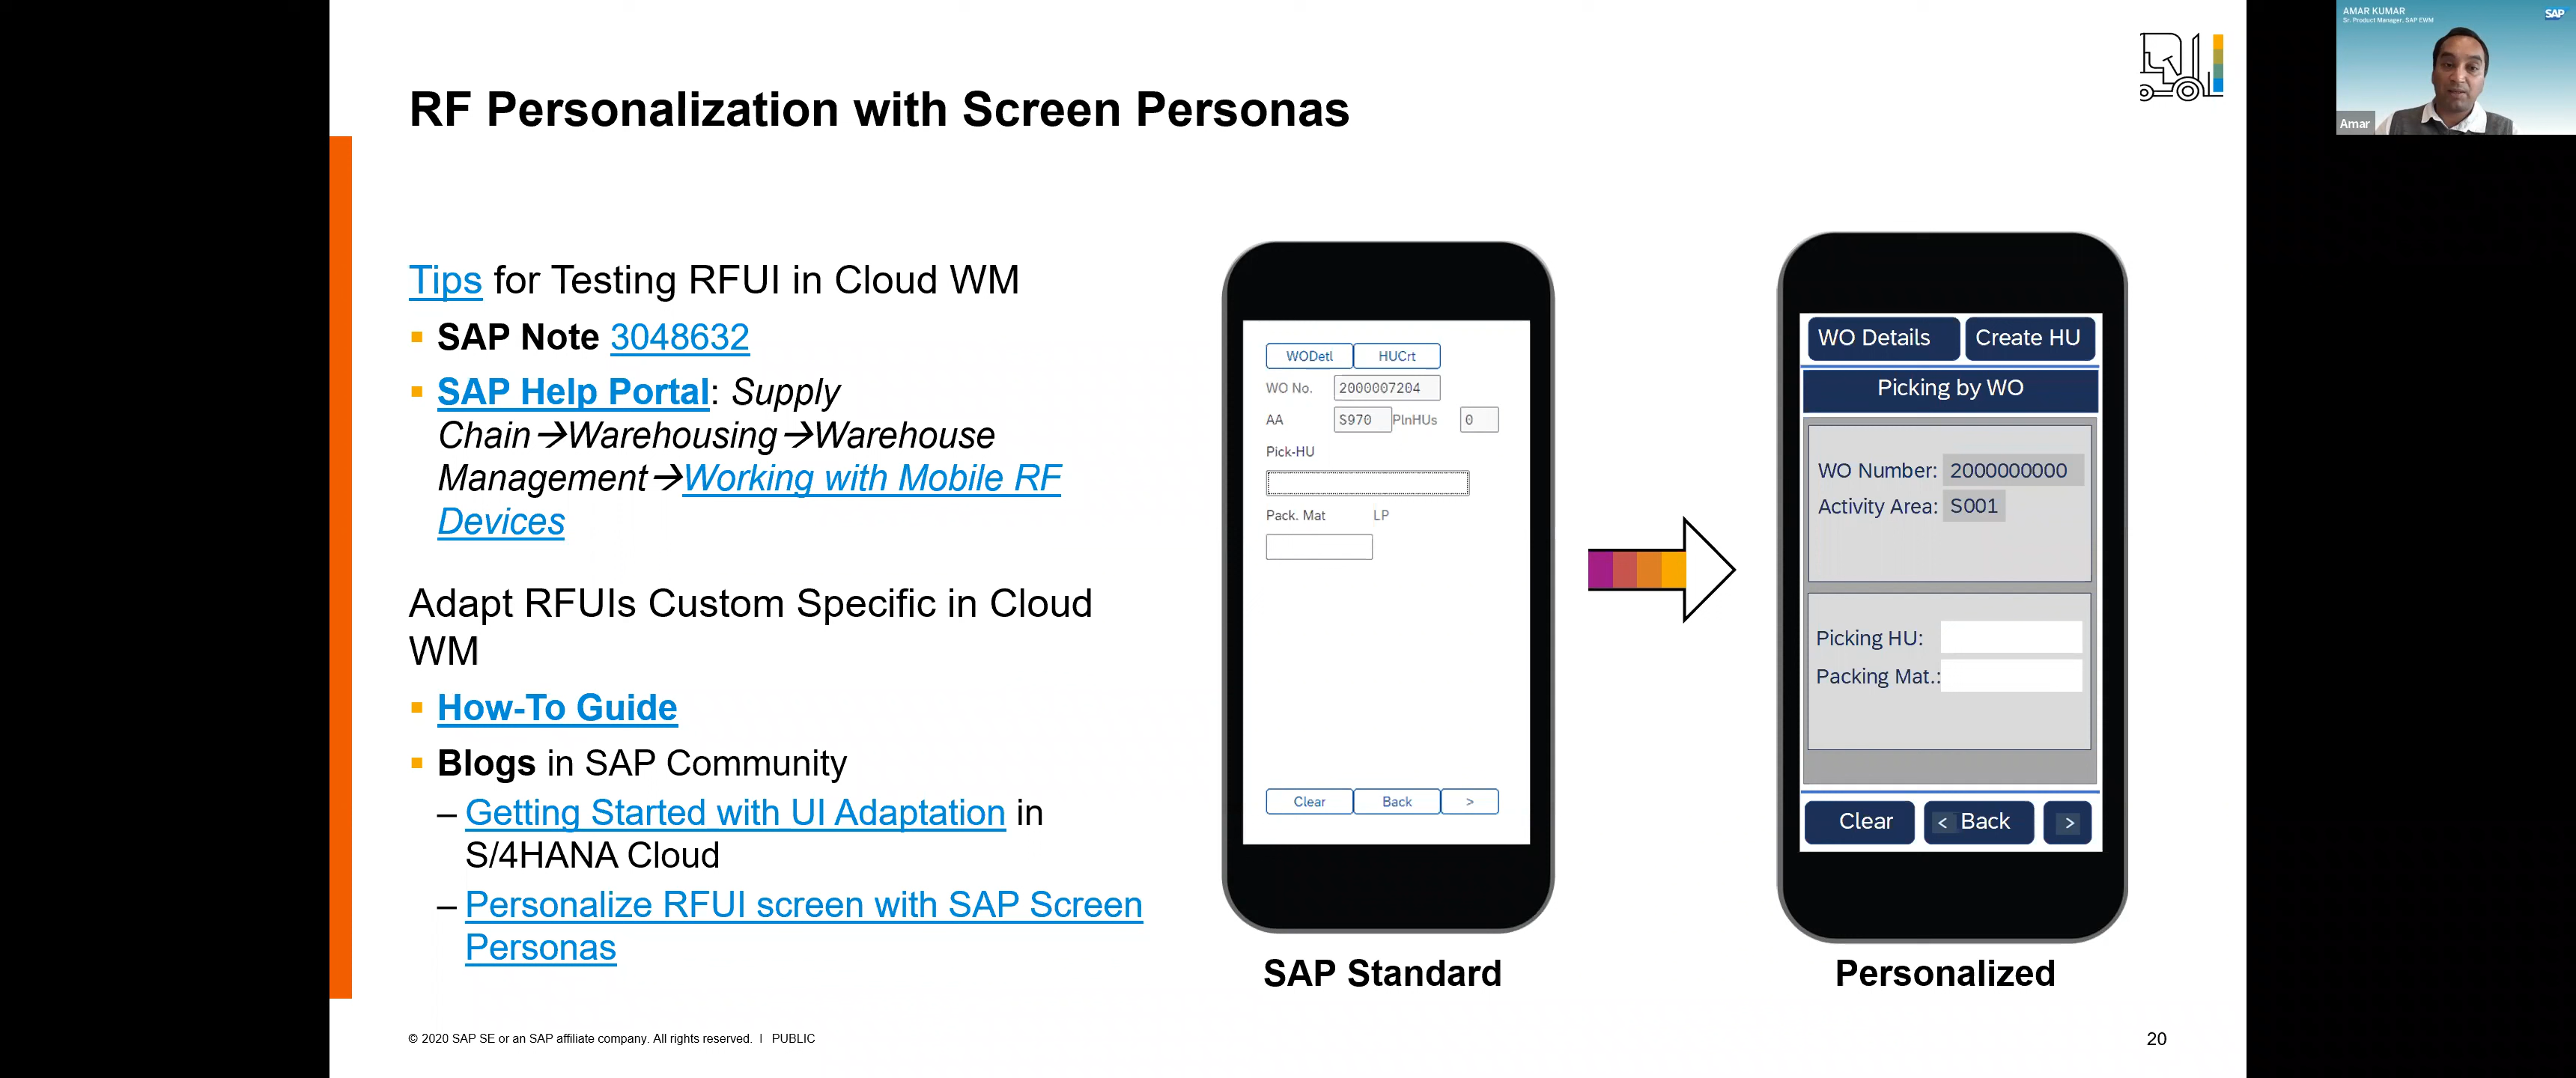 AMAR KUMAR
Sr. Product Manager, SAP EWM
SAP
Amar
RF Personalization with Screen Personas
Tips for Testing RFUI in Cloud WM
▪ SAP Note 3048632
▪ SAP Help Portal: Supply
Chain→Warehousing→Warehouse
Management→Working with Mobile RF
Devices
Adapt RFUIs Custom Specific in Cloud
WM
▪ How-To Guide
▪ Blogs in SAP Community
– Getting Started with UI Adaptation in
S/4HANA Cloud
– Personalize RFUI screen with SAP Screen
Personas
WODetl HUCrt
WO No. 2000007204
AA S970 PlnHUs 0
Pick-HU
Pack. Mat LP
Clear Back >
SAP Standard
WO Details Create HU
Picking by WO
WO Number: 2000000000
Activity Area: S001
Picking HU:
Packing Mat.:
Clear < Back >
Personalized
© 2020 SAP SE or an SAP affiliate company. All rights reserved. | PUBLIC
20